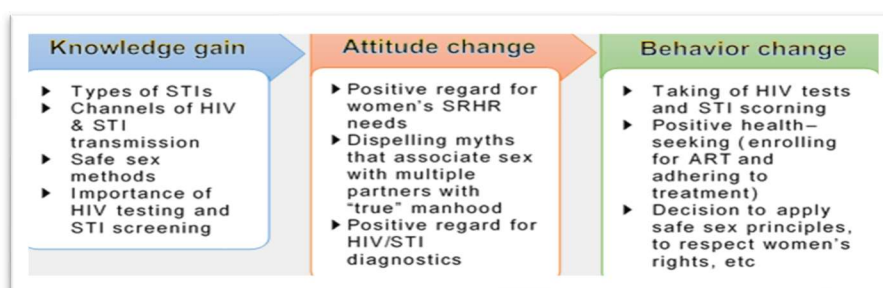 Knowledge gain
Types of STIs
Channels of HIV
& STI
transmission
Safe sex
methods
Importance of
HIV testing and
STI screening
Attitude change
Positive regard for
women's SRHR
needs
Dispelling myths
that associate sex
with multiple
partners with
"true" manhood
Positive regard for
HIV/STI
diagnostics
Behavior change
Taking of HIV tests
and STI scorning
Positive health–
seeking (enrolling
for ART and
adhering to
treatment)
Decision to apply
safe sex principles,
to respect women's
rights, etc